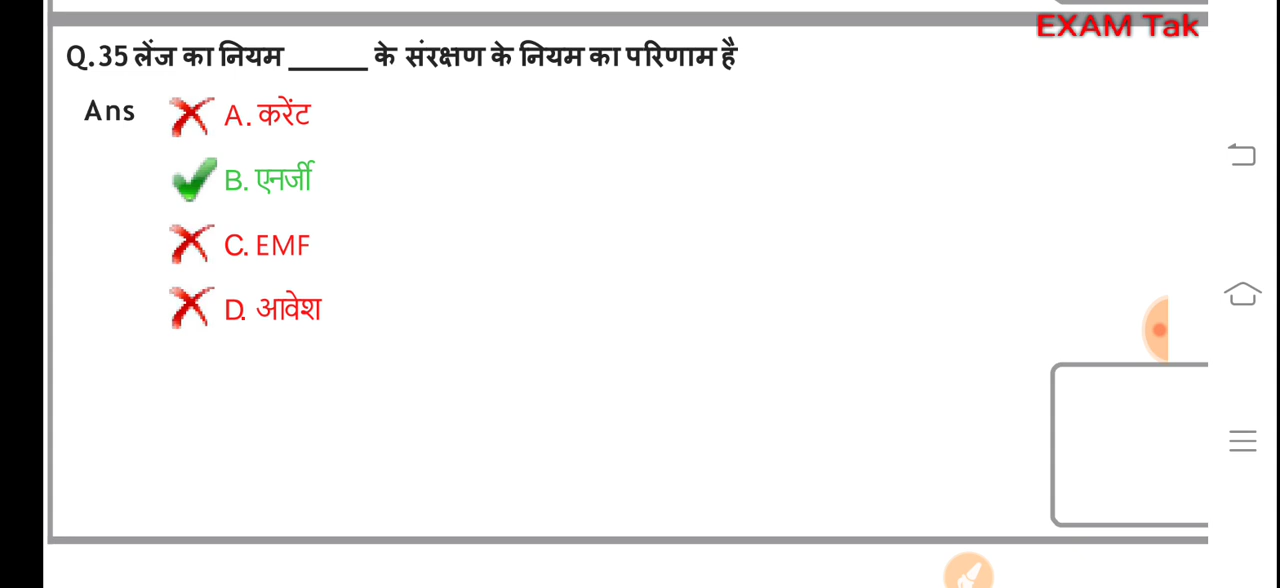 EXAM Tak
Q.35 लेंज का नियम ______ के संरक्षण के नियम का परिणाम है
Ans A. करेंट
B. एनर्जी
C. EMF
D. आवेश